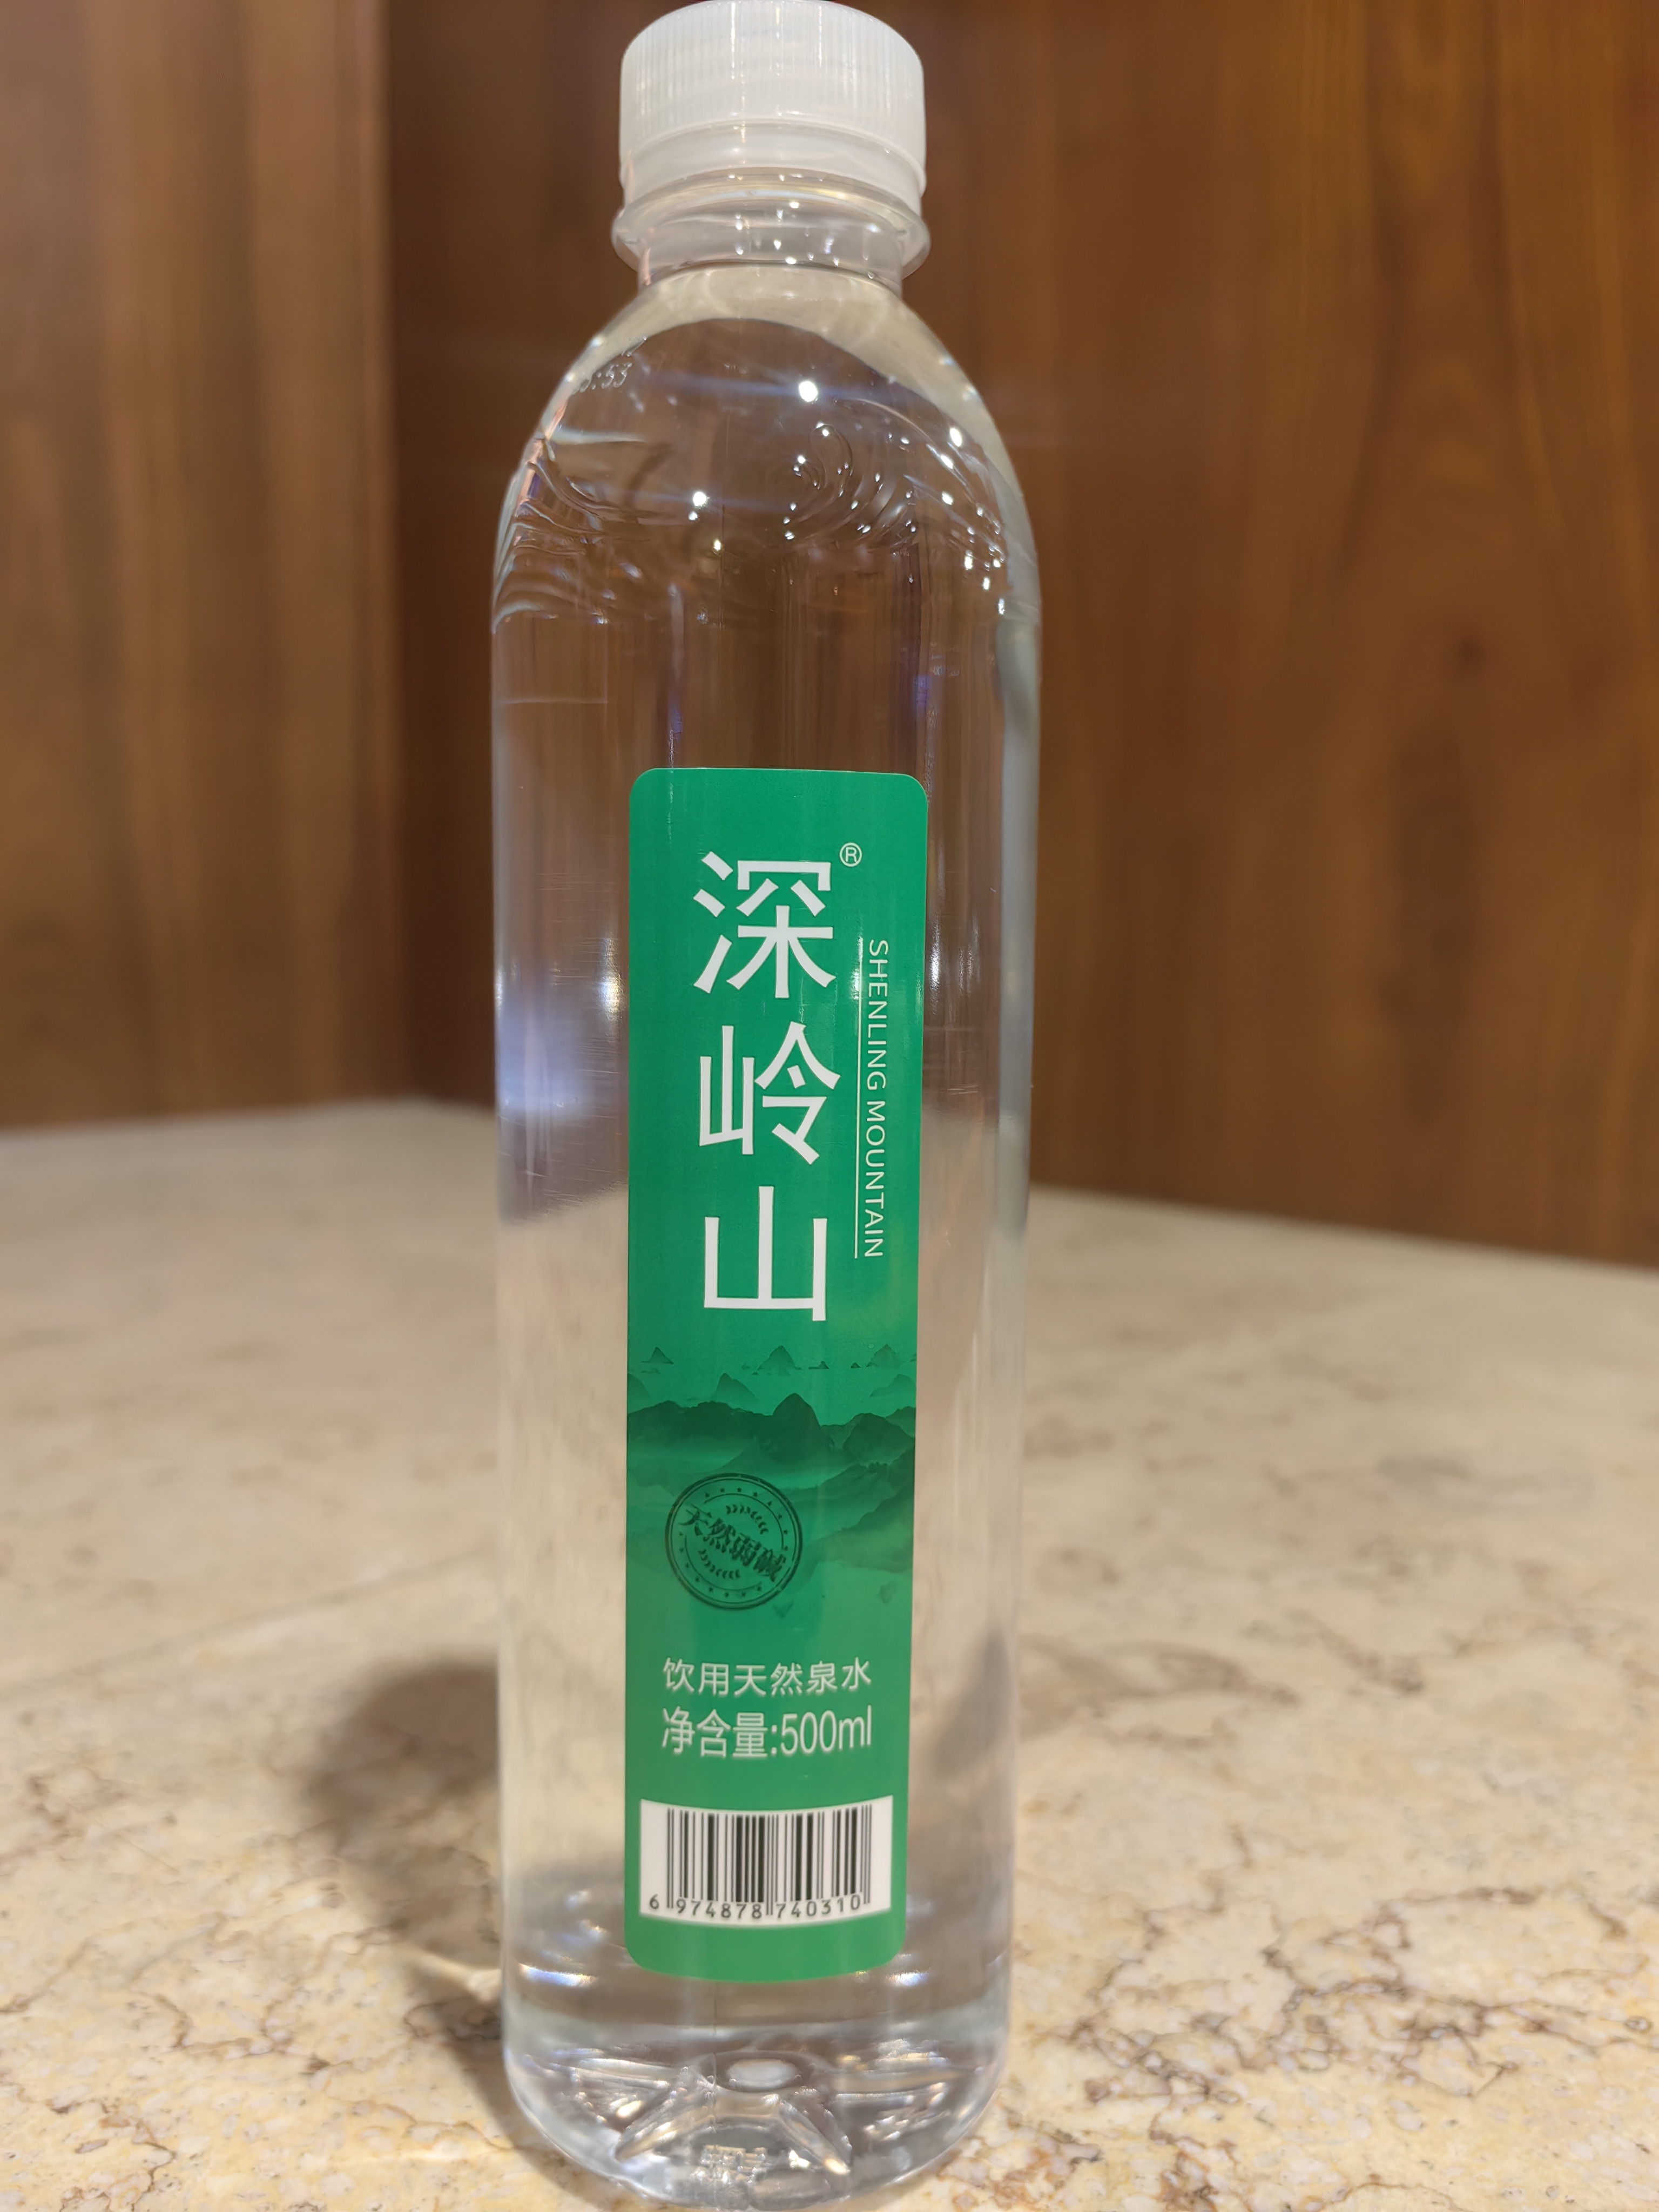 深岭山®
SHENLING MOUNTAIN
天然弱碱
饮用天然泉水
净含量:500ml
6 974878 740310